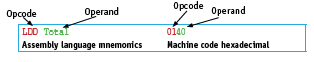 Opcode Operand Opcode Operand
LDD Total 0140
Assembly language mnemonics Machine code hexadecimal